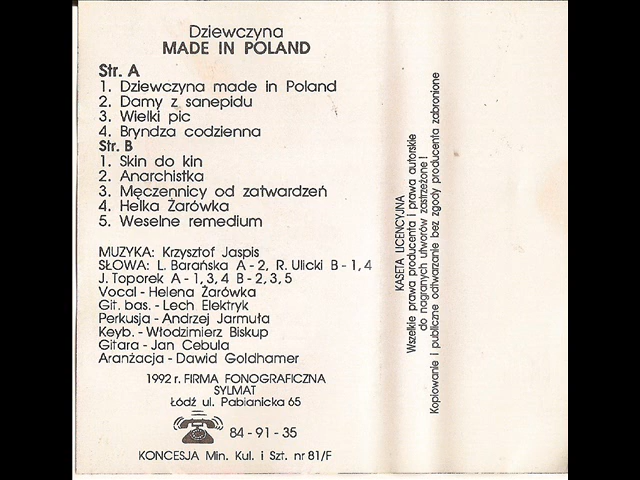 Dziewczyna
MADE IN POLAND
Str. A
1. Dziewczyna made in Poland
2. Damy z sanepidu
3. Wielki pic
4. Bryndza codzienna
Str. B
1. Skin do kin
2. Anarchistka
3. Męczennicy od zatwardzeń
4. Helka Żarówka
5. Weselne remedium
MUZYKA: Krzysztof Jaspis
SŁOWA: L. Barańska A - 2, R. Ulicki B - 1, 4
J. Toporek A - 1, 3, 4 B - 2, 3, 5
Vocal - Helena Żarówka
Git. bas. - Lech Elektryk
Perkusja - Andrzej Jarmuła
Keyb. - Włodzimierz Biskup
Gitara - Jan Cebula
Aranżacja - Dawid Goldhamer
1992 r. FIRMA FONOGRAFICZNA
SYLMAT
Łódź ul. Pabianicka 65
84 - 91 - 35
KONCESJA Min. Kul. i Szt. nr 81/F
KASETA LICENCYJNA
Wszelkie prawa producenta i prawa autorskie
do nagranych utworów zastrzeżone !
Kopiowanie i publiczne odtwarzanie bez zgody producenta zabronione